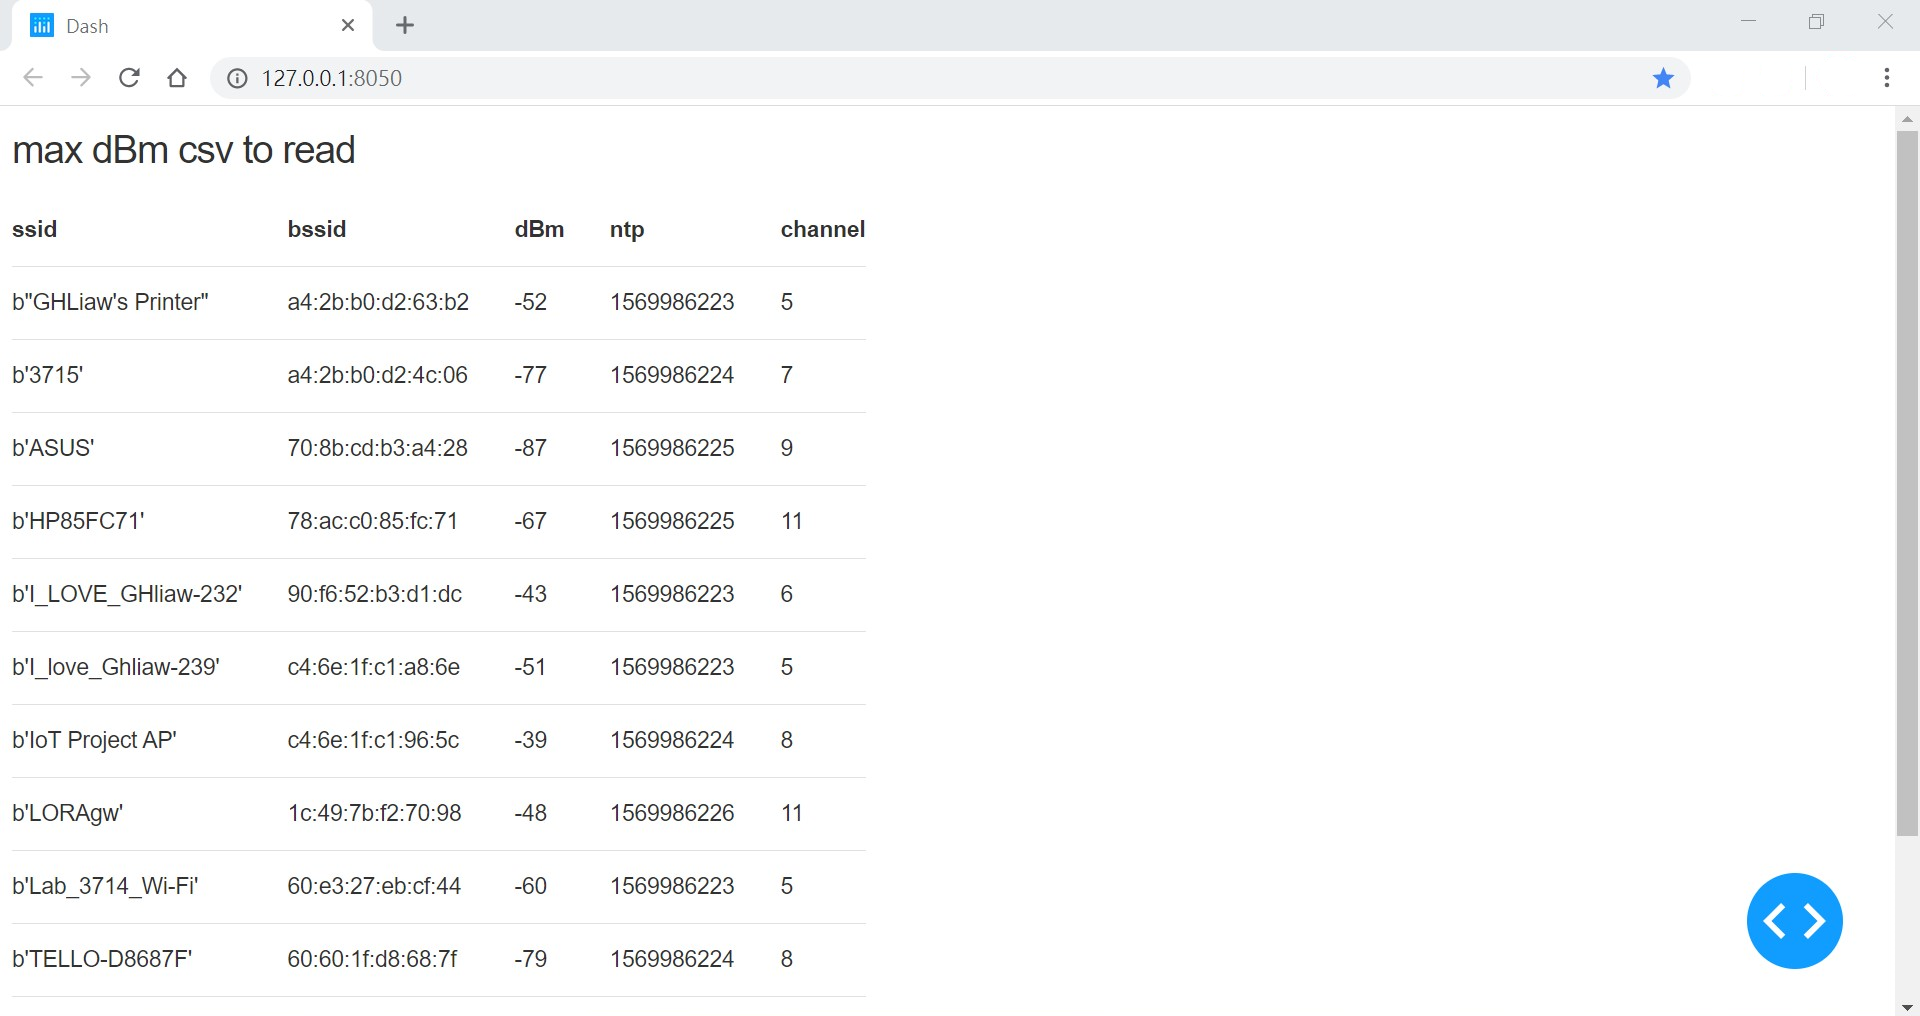 Dash
127.0.0.1:8050
max dBm csv to read
ssid bssid dBm ntp channel
b"GHLiaw's Printer" a4:2b:b0:d2:63:b2 -52 1569986223 5
b'3715' a4:2b:b0:d2:4c:06 -77 1569986224 7
b'ASUS' 70:8b:cd:b3:a4:28 -87 1569986225 9
b'HP85FC71' 78:ac:c0:85:fc:71 -67 1569986225 11
b'I_LOVE_GHliaw-232' 90:f6:52:b3:d1:dc -43 1569986223 6
b'I_love_Ghliaw-239' c4:6e:1f:c1:a8:6e -51 1569986223 5
b'IoT Project AP' c4:6e:1f:c1:96:5c -39 1569986224 8
b'LORAgw' 1c:49:7b:f2:70:98 -48 1569986226 11
b'Lab_3714_Wi-Fi' 60:e3:27:eb:cf:44 -60 1569986223 5
b'TELLO-D8687F' 60:60:1f:d8:68:7f -79 1569986224 8